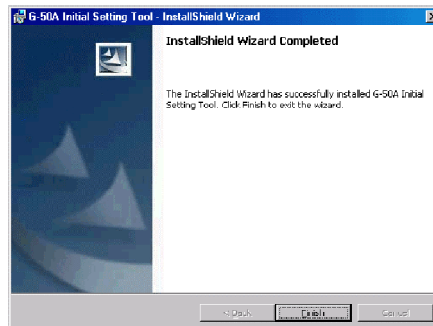 G-50A Initial Setting Tool - InstallShield Wizard
InstallShield Wizard Completed
The InstallShield Wizard has successfully installed G-50A Initial
Setting Tool. Click Finish to exit the wizard.
< Back
Finish
Cancel